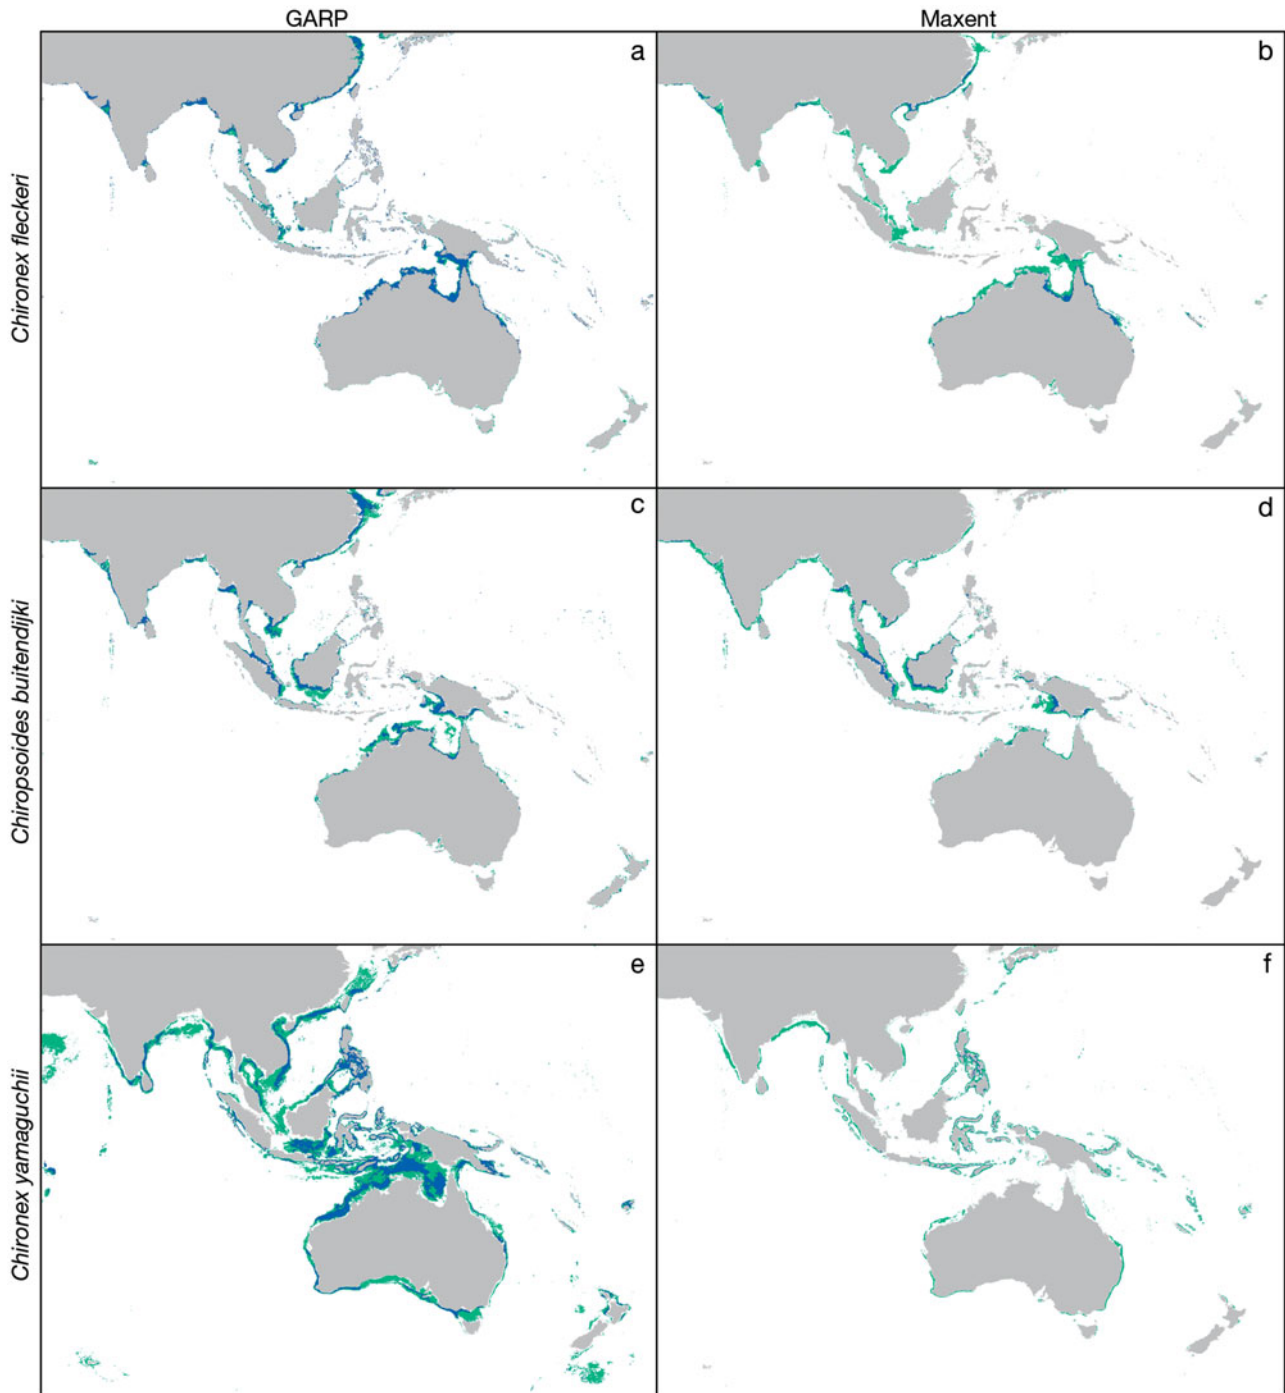 GARP
Maxent
a
b
Chironex fleckeri
c
d
Chiropsoides buitendijki
e
f
Chironex yamaguchii